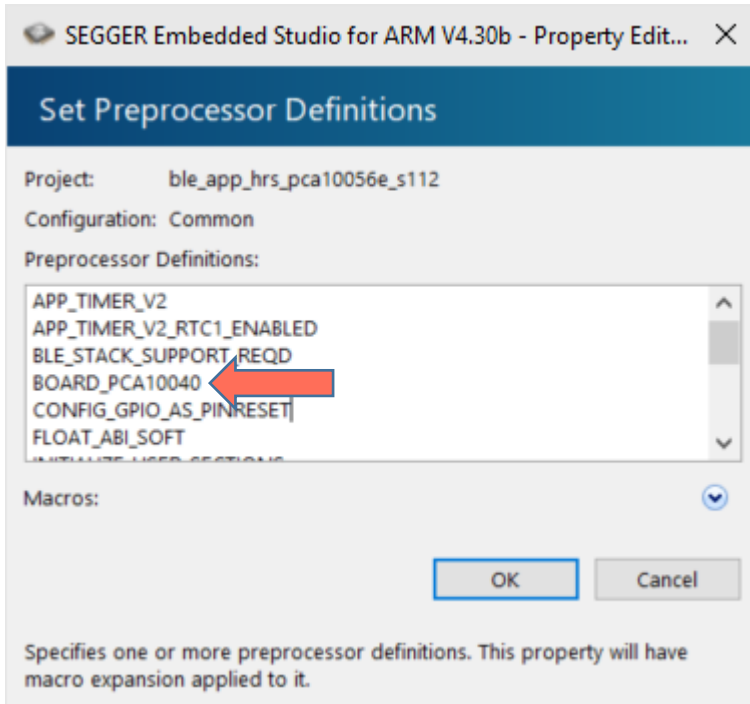 SEGGER Embedded Studio for ARM V4.30b - Property Edit...
Set Preprocessor Definitions
Project: ble_app_hrs_pca10056e_s112
Configuration: Common
Preprocessor Definitions:
APP_TIMER_V2
APP_TIMER_V2_RTC1_ENABLED
BLE_STACK_SUPPORT_REQD
BOARD_PCA10040
CONFIG_GPIO_AS_PINRESET
FLOAT_ABI_SOFT
INITIALIZE_USER_SECTIONS
Macros:
OK Cancel
Specifies one or more preprocessor definitions. This property will have
macro expansion applied to it.